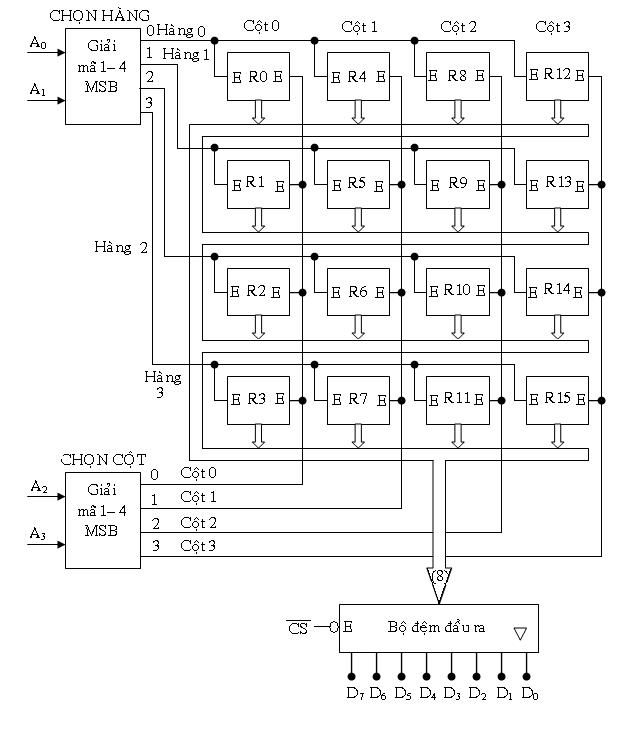 CHỌN HÀNG
A0
A1
Giải
mã 1– 4
MSB
0 Hàng 0
1 Hàng 1
2
3
Cột 0 Cột 1 Cột 2 Cột 3
E R0 E E R4 E E R8 E E R12 E
E R1 E E R5 E E R9 E E R13 E
Hàng 2
E R2 E E R6 E E R10 E E R14 E
Hàng
3
E R3 E E R7 E E R11 E E R15 E
CHỌN CỘT
A2
A3
Giải
mã 1– 4
MSB
0 Cột 0
1 Cột 1
2 Cột 2
3 Cột 3
(8)
CS E Bộ đệm đầu ra
D7 D6 D5 D4 D3 D2 D1 D0